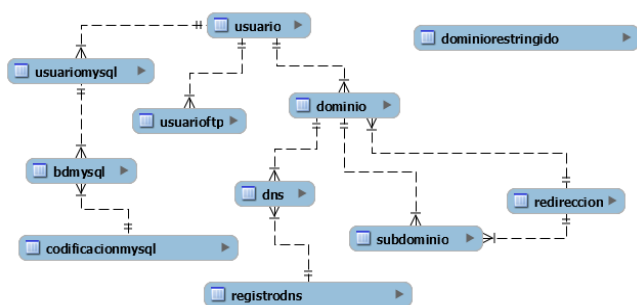 usuario
dominiorestringido
usuariomysql
dominio
usuarioftp
bdmysql
dns
redireccion
subdominio
codificacionmysql
registrodns